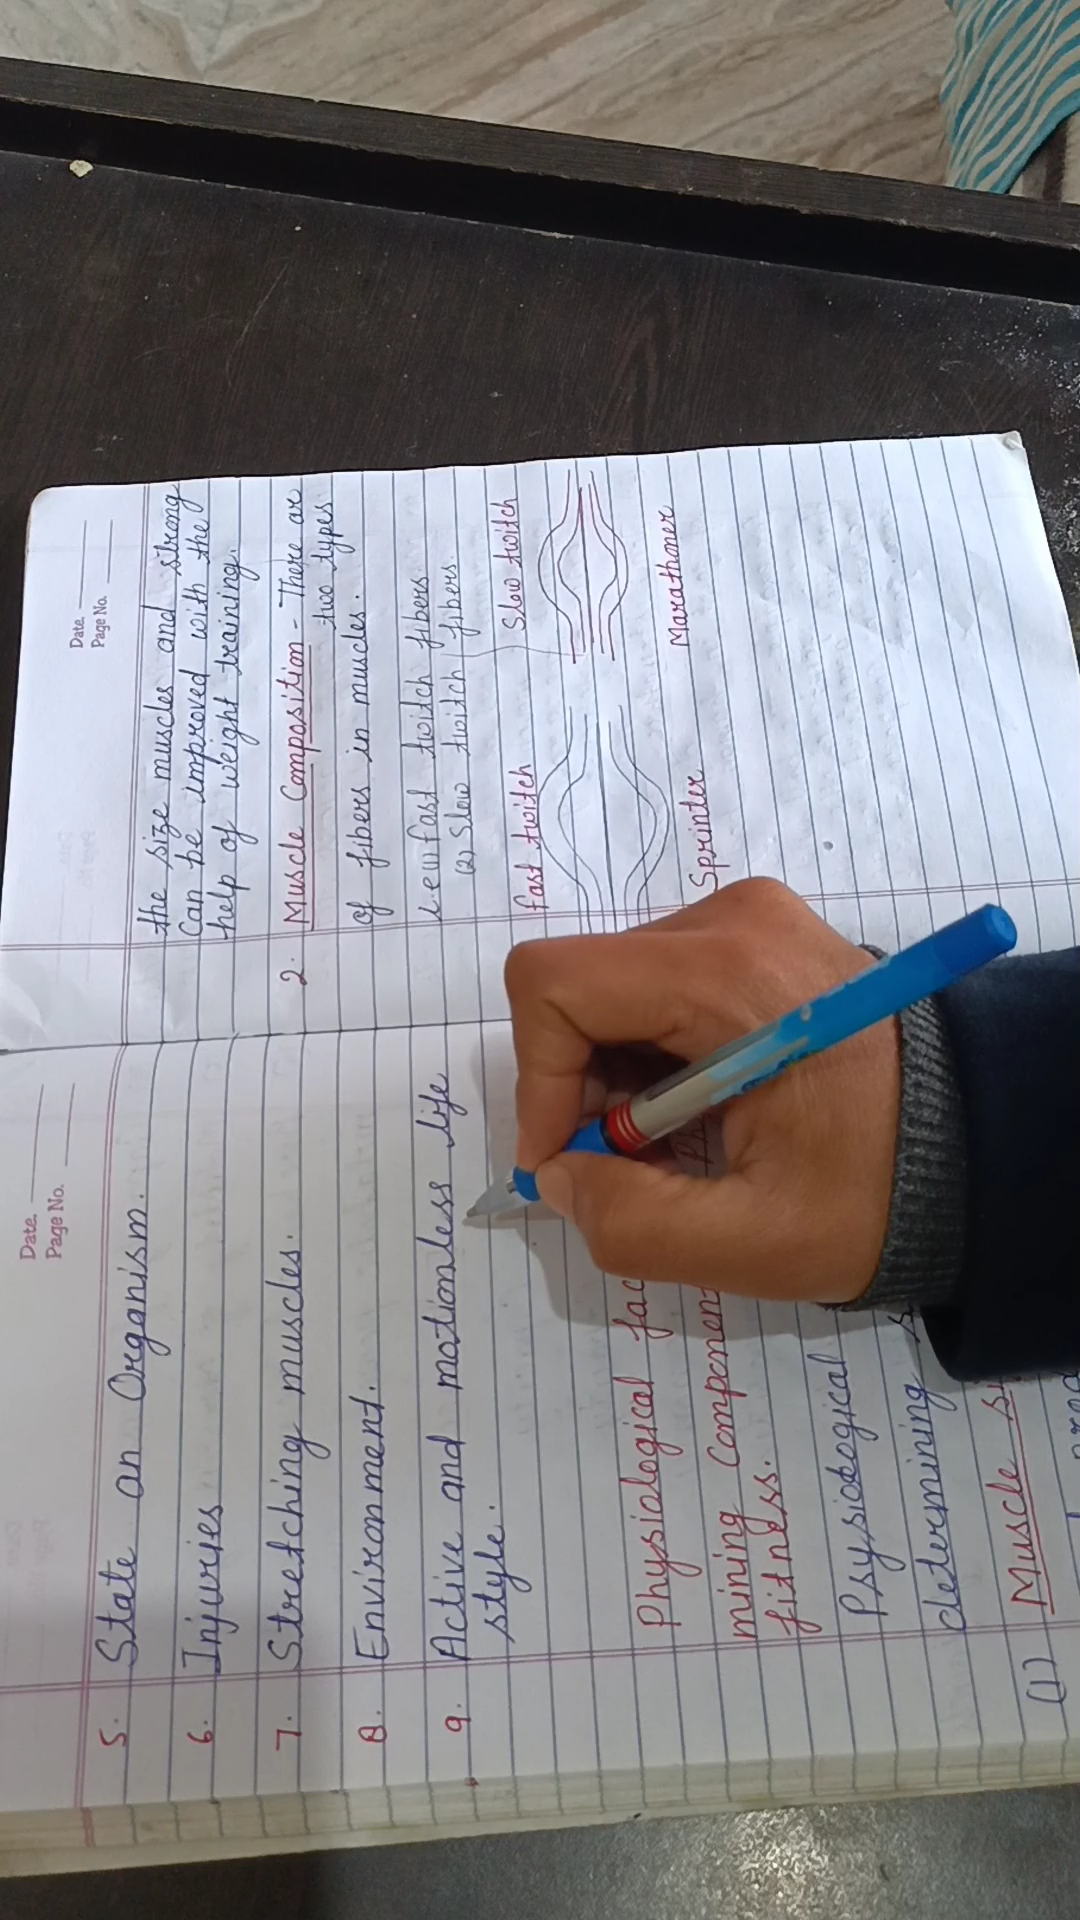 Date.
Page No.
5. State an Organism.
6. Injuries
7. Stretching muscles.
8. Environment.
9. Active and motionless life
style.
Physiological fac
mining Componen
fitness.
Psysiological
determining
(1) Muscle si
Date.
Page No.
the size muscles and strong
Can be improved with the
help of weight training.
2. Muscle Composition - There are
two types
of fibers in muscles.
i.e (1) fast twitch fibers
(2) Slow twitch fibers.
fast twitch Slow twitch
Sprinter Marathoner